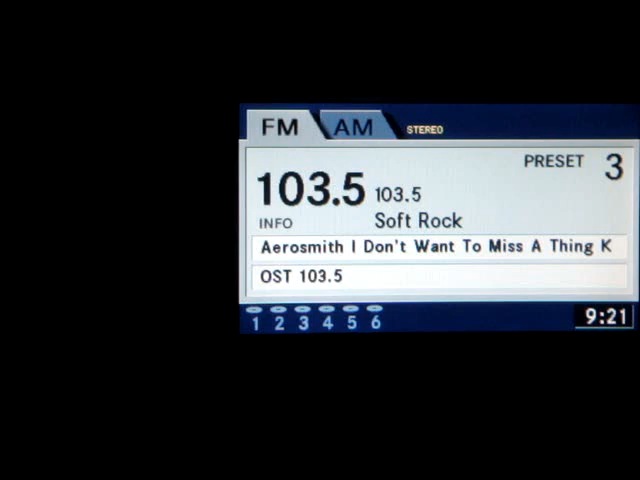 FM AM STEREO
PRESET 3
103.5 103.5
INFO Soft Rock
Aerosmith I Don't Want To Miss A Thing K
OST 103.5
1 2 3 4 5 6 9:21